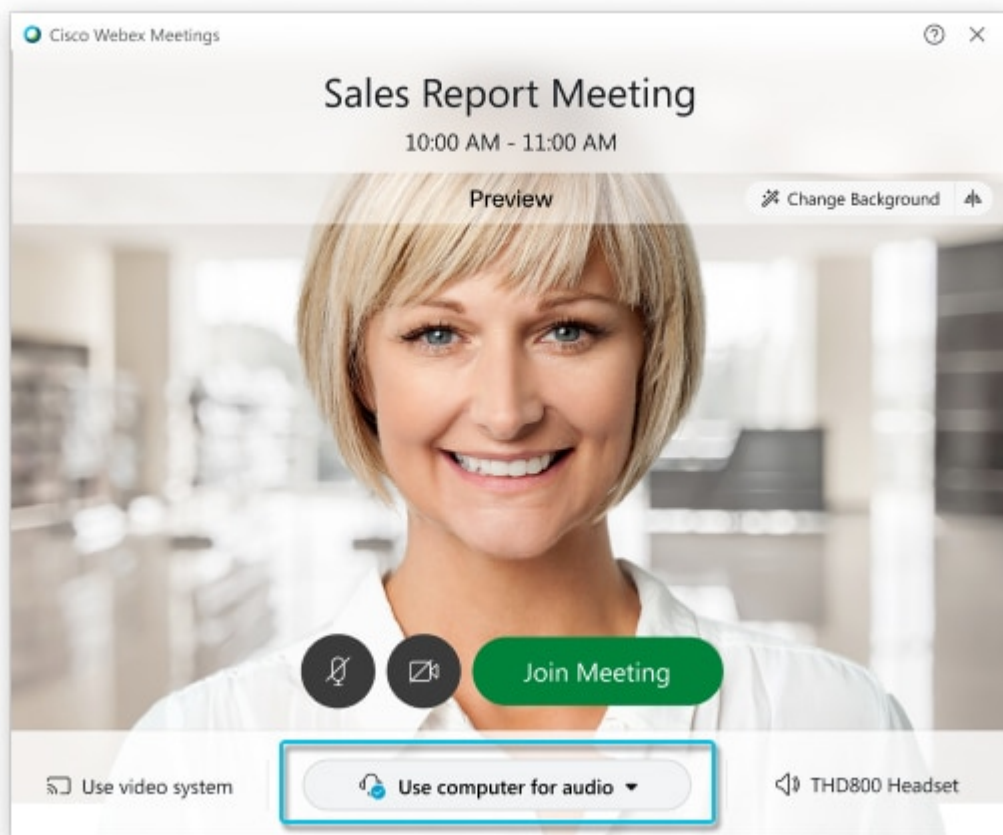 Cisco Webex Meetings
Sales Report Meeting
10:00 AM - 11:00 AM
Preview
Change Background
Join Meeting
Use video system
Use computer for audio
THD800 Headset